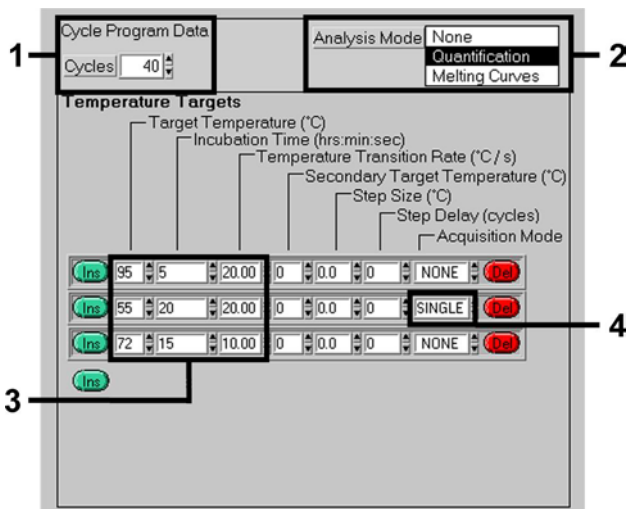 Cycle Program Data
Cycles 40
Analysis Mode None
Quantification
Melting Curves
1
2
Temperature Targets
Target Temperature (°C)
Incubation Time (hrs:min:sec)
Temperature Transition Rate (°C / s)
Secondary Target Temperature (°C)
Step Size (°C)
Step Delay (cycles)
Acquisition Mode
Ins 95 5 20.00 0 0.0 0 NONE Del
Ins 55 20 20.00 0 0.0 0 SINGLE Del
Ins 72 15 10.00 0 0.0 0 NONE Del
4
Ins
3